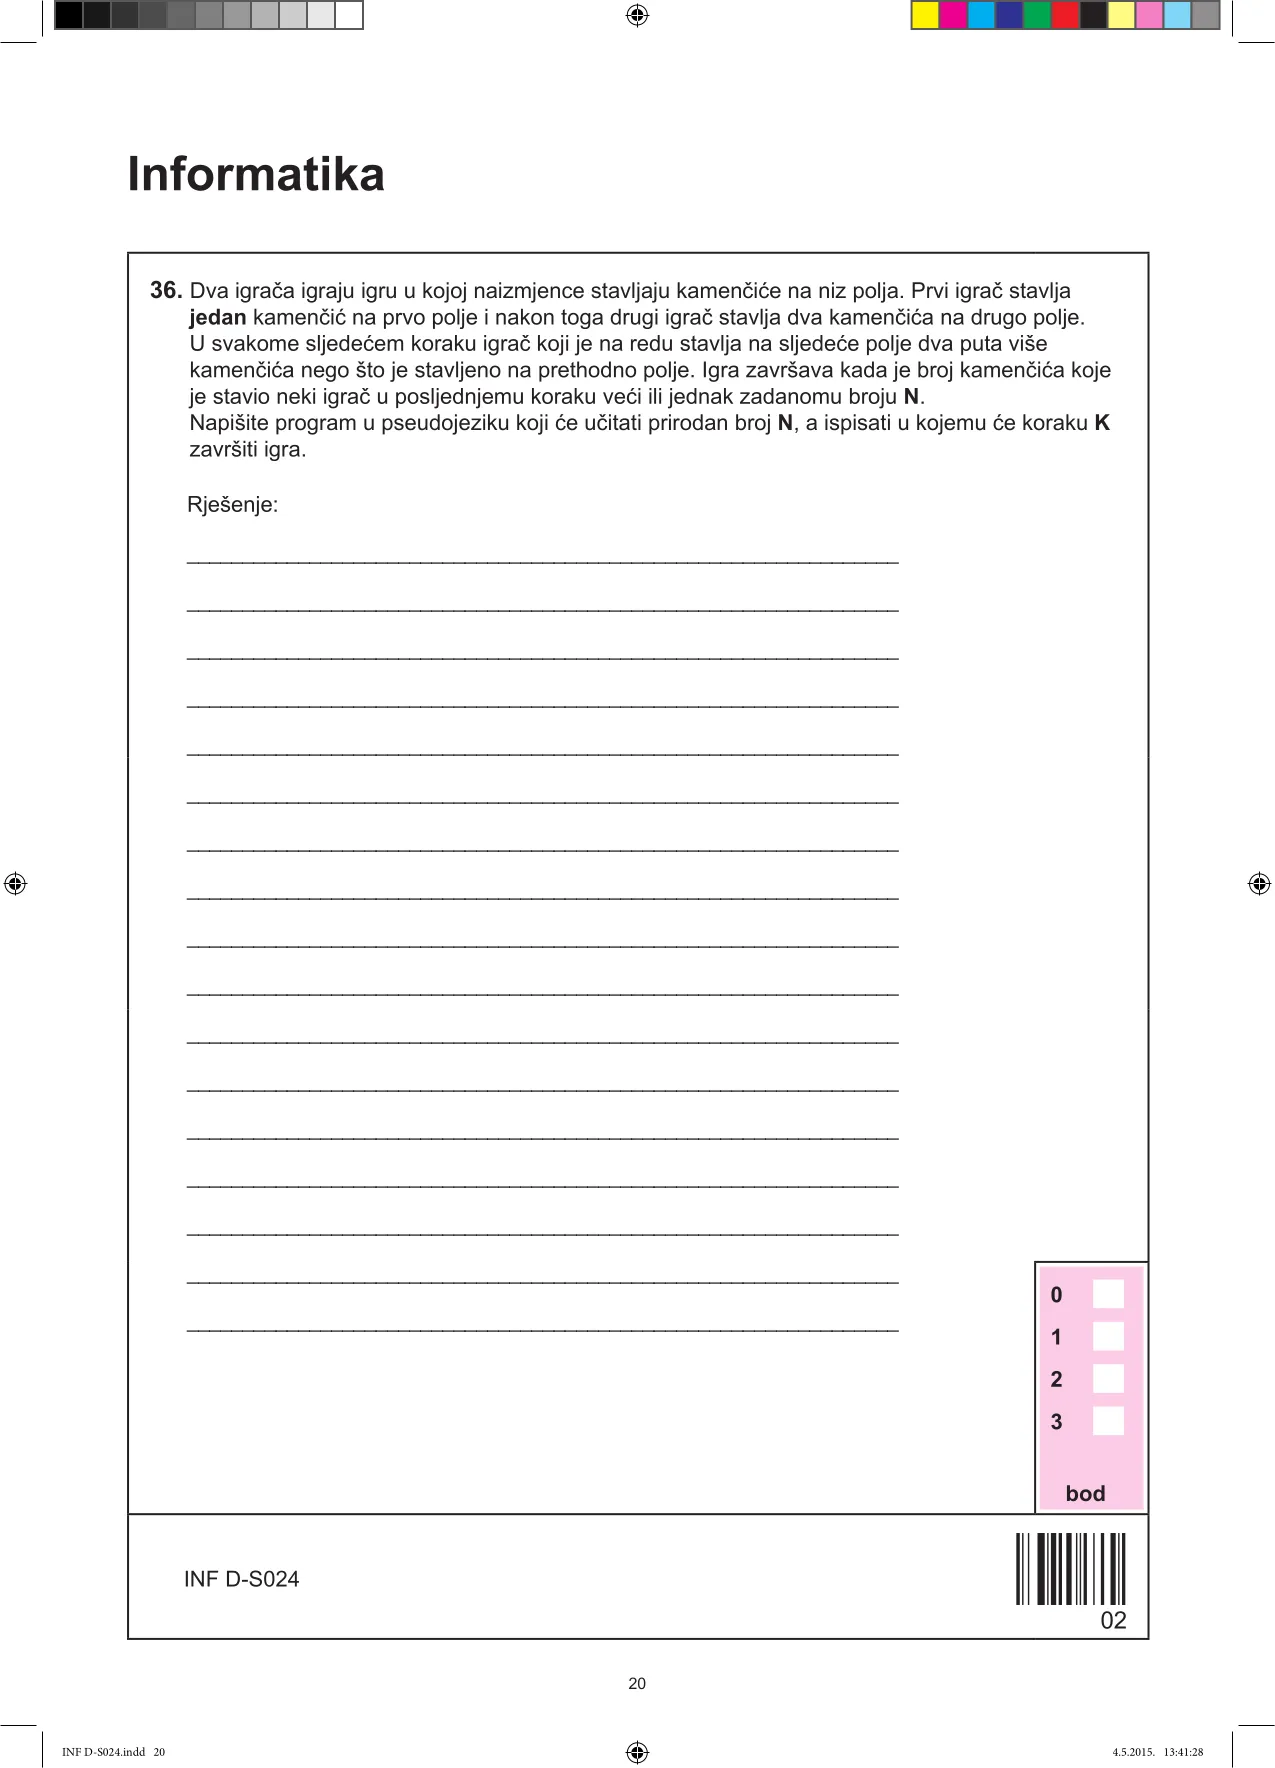 Informatika
36. Dva igrača igraju igru u kojoj naizmjence stavljaju kamenčiće na niz polja. Prvi igrač stavlja
jedan kamenčić na prvo polje i nakon toga drugi igrač stavlja dva kamenčića na drugo polje.
U svakome sljedećem koraku igrač koji je na redu stavlja na sljedeće polje dva puta više
kamenčića nego što je stavljeno na prethodno polje. Igra završava kada je broj kamenčića koje
je stavio neki igrač u posljednjemu koraku veći ili jednak zadanomu broju N.
Napišite program u pseudojeziku koji će učitati prirodan broj N, a ispisati u kojemu će koraku K
završiti igra.
Rješenje:
0
1
2
3
bod
INF D-S024
02
20
INF D-S024.indd 20
4.5.2015. 13:41:28